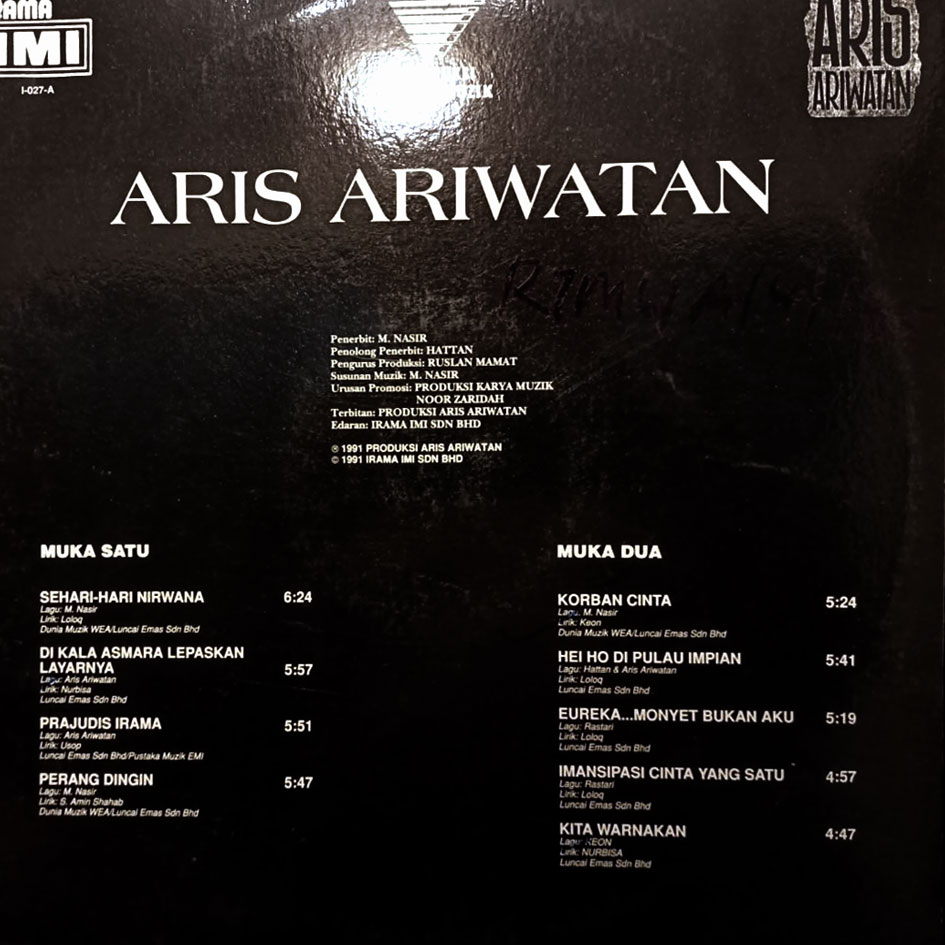 IMI
I-027-A
ARIS
ARIWATAN
ARIS ARIWATAN
Penerbit: M. NASIR
Penolong Penerbit: HATTAN
Pengurus Produksi: RUSLAN MAMAT
Susunan Muzik: M. NASIR
Urusan Promosi: PRODUKSI KARYA MUZIK
NOOR ZARIDAH
Terbitan: PRODUKSI ARIS ARIWATAN
Edaran: IRAMA IMI SDN BHD
℗ 1991 PRODUKSI ARIS ARIWATAN
© 1991 IRAMA IMI SDN BHD
MUKA SATU
SEHARI-HARI NIRWANA 6:24
Lagu: M. Nasir
Lirik: Loloq
Dunia Muzik WEA/Luncai Emas Sdn Bhd
DI KALA ASMARA LEPASKAN
LAYARNYA 5:57
Lagu: Aris Ariwatan
Lirik: Nurbisa
Luncai Emas Sdn Bhd
PRAJUDIS IRAMA 5:51
Lagu: Aris Ariwatan
Lirik: Usop
Luncai Emas Sdn Bhd/Pustaka Muzik EMI
PERANG DINGIN 5:47
Lagu: M. Nasir
Lirik: S. Amin Shahab
Dunia Muzik WEA/Luncai Emas Sdn Bhd
MUKA DUA
KORBAN CINTA 5:24
Lagu: M. Nasir
Lirik: Keon
Dunia Muzik WEA/Luncai Emas Sdn Bhd
HEI HO DI PULAU IMPIAN 5:41
Lagu: Hattan & Aris Ariwatan
Lirik: Loloq
Luncai Emas Sdn Bhd
EUREKA...MONYET BUKAN AKU 5:19
Lagu: Rastari
Lirik: Loloq
Luncai Emas Sdn Bhd
IMANSIPASI CINTA YANG SATU 4:57
Lagu: Rastari
Lirik: Loloq
Luncai Emas Sdn Bhd
KITA WARNAKAN 4:47
Lagu: KEON
Lirik: NURBISA
Luncai Emas Sdn Bhd